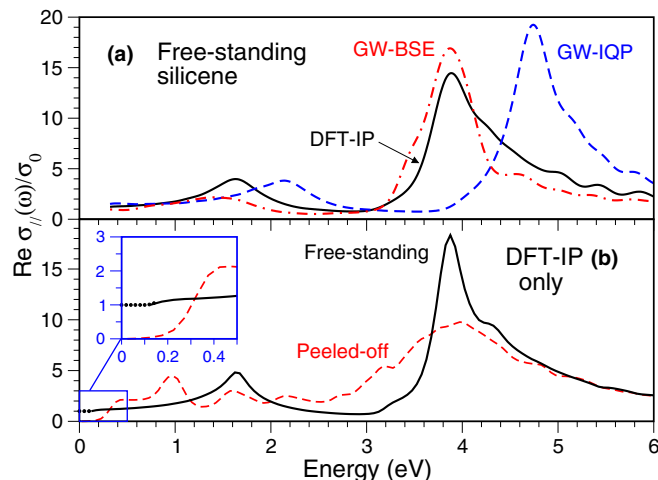 20
15
10
5
0
(a) Free-standing
silicene
GW-BSE
GW-IQP
DFT-IP
Re σ//(ω)/σ0
3
2
1
0
0 0.2 0.4
Free-standing
DFT-IP (b)
only
Peeled-off
15
10
5
0
0 1 2 3 4 5 6
Energy (eV)